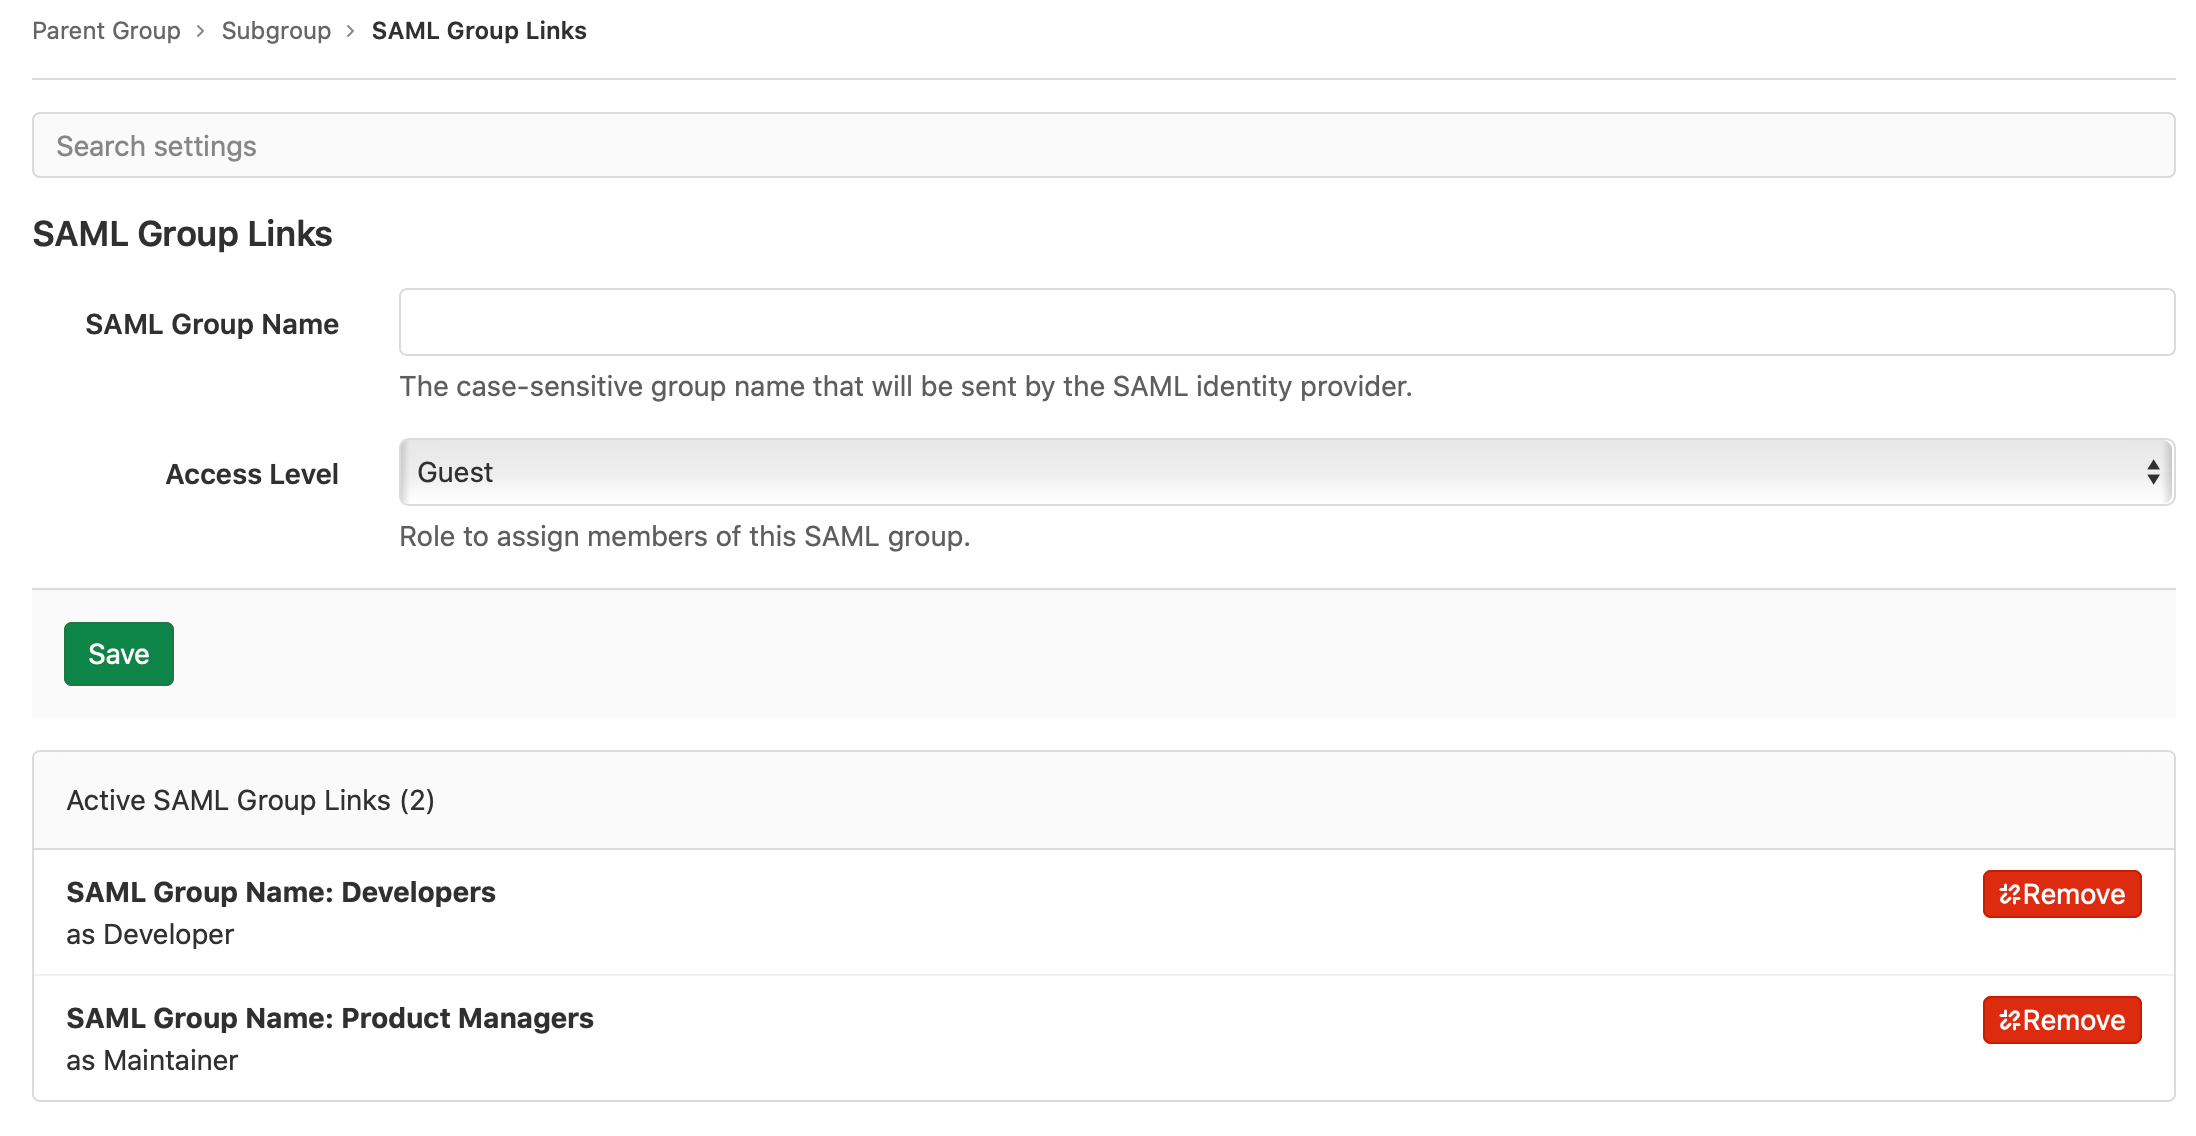 Parent Group > Subgroup > SAML Group Links
Search settings
SAML Group Links
SAML Group Name
The case-sensitive group name that will be sent by the SAML identity provider.
Access Level
Guest
Role to assign members of this SAML group.
Save
Active SAML Group Links (2)
SAML Group Name: Developers
Remove
as Developer
SAML Group Name: Product Managers
Remove
as Maintainer